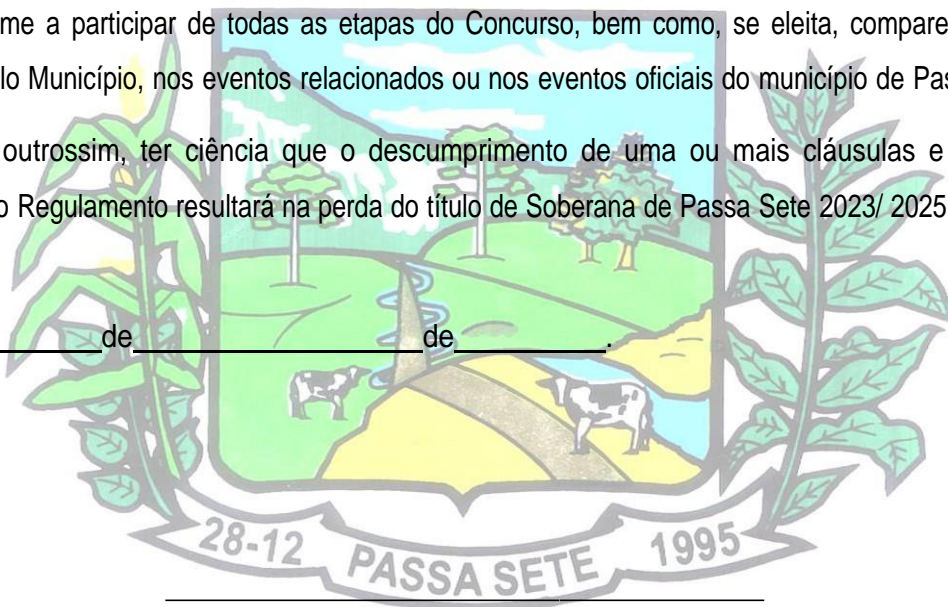 me a participar de todas as etapas do Concurso, bem como, se eleita, compare
lo Município, nos eventos relacionados ou nos eventos oficiais do município de Pas
outrossim, ter ciência que o descumprimento de uma ou mais cláusulas e
o Regulamento resultará na perda do título de Soberana de Passa Sete 2023/ 2025
de de .
28-12 PASSA SETE 1995